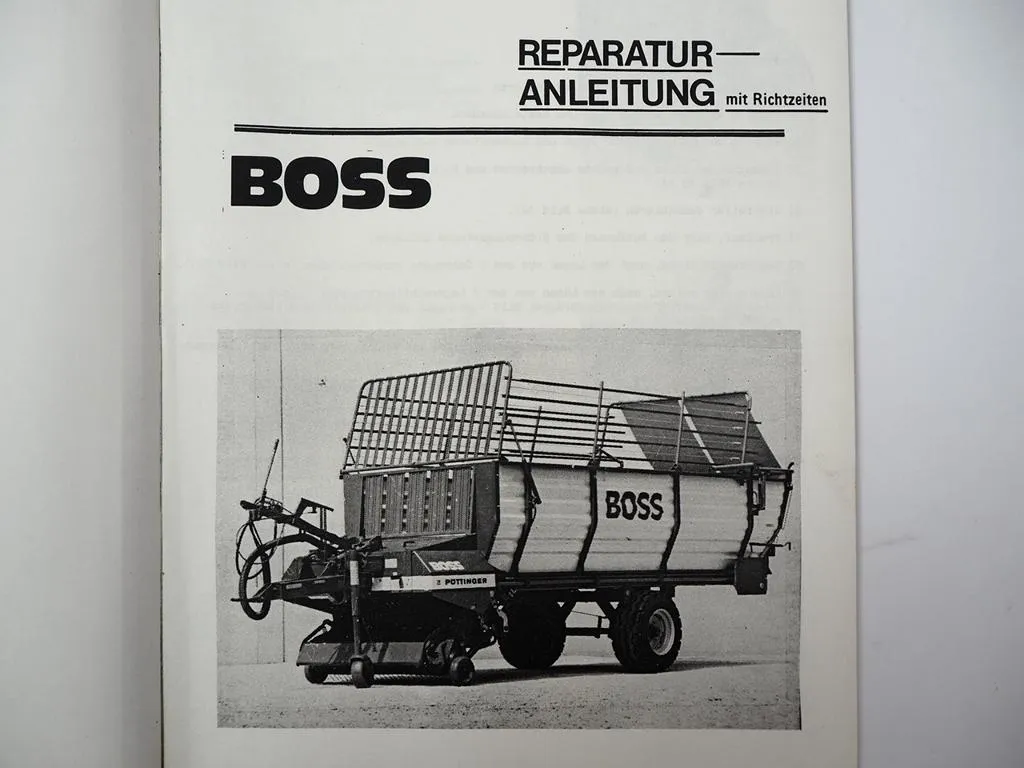 REPARATUR—
ANLEITUNG mit Richtzeiten
BOSS
BOSS
BOSS
PÖTTINGER